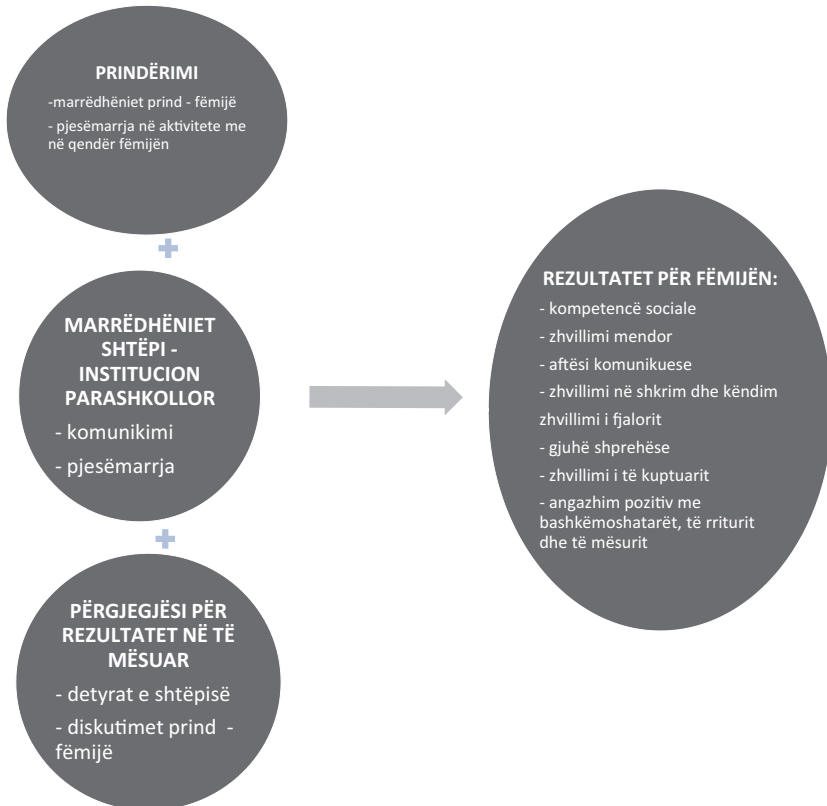 PRINDËRIMI
-marrëdhëniet prind - fëmijë
- pjesëmarrja në aktivitete me
në qendër fëmijën
MARRËDHËNIET
SHTËPI -
INSTITUCION
PARASHKOLLOR
- komunikimi
- pjesëmarrja
PËRGJEGJËSI PËR
REZULTATET NË TË
MËSUAR
- detyrat e shtëpisë
- diskutimet prind -
fëmijë
REZULTATET PËR FËMIJËN:
- kompetencë sociale
- zhvillimi mendor
- aftësi komunikuese
- zhvillimi në shkrim dhe këndim
zhvillimi i fjalorit
- gjuhë shprehëse
- zhvillimi i të kuptuarit
- angazhim pozitiv me
bashkëmoshatarët, të rriturit
dhe të mësurit